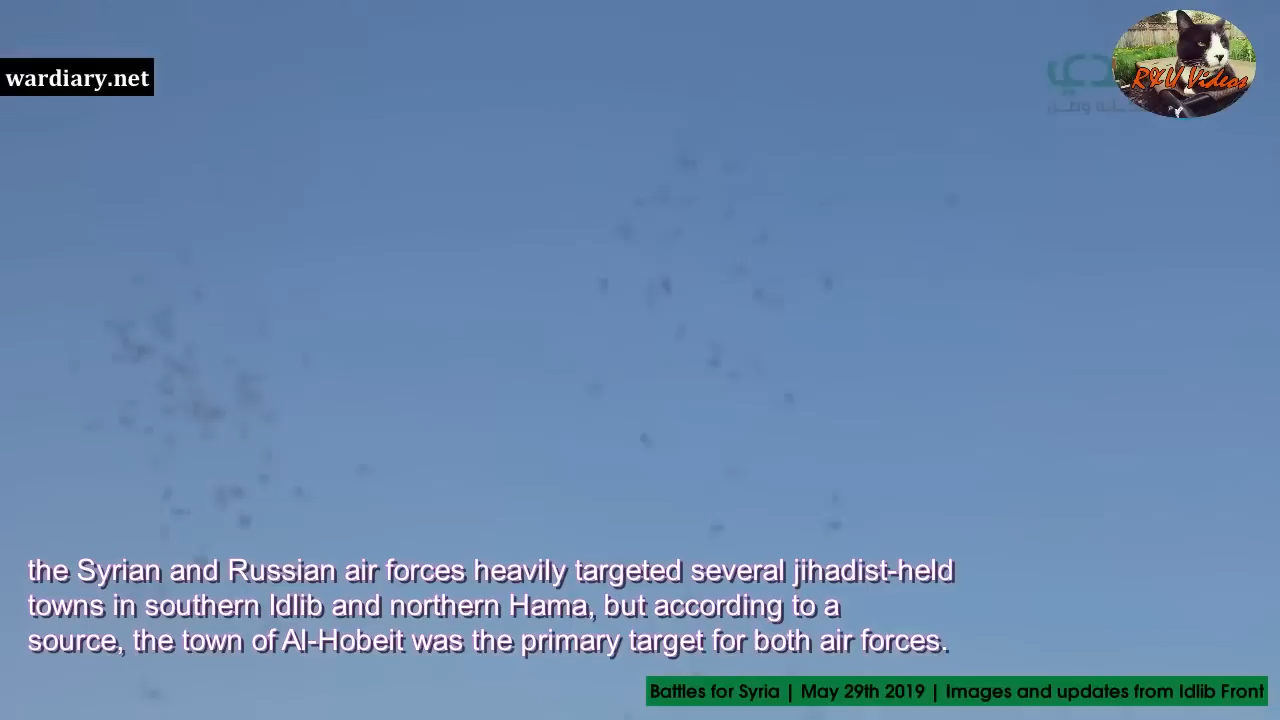 wardiary.net
R&U Videos
the Syrian and Russian air forces heavily targeted several jihadist-held
towns in southern Idlib and northern Hama, but according to a
source, the town of Al-Hobeit was the primary target for both air forces.
Battles for Syria | May 29th 2019 | Images and updates from Idlib Front